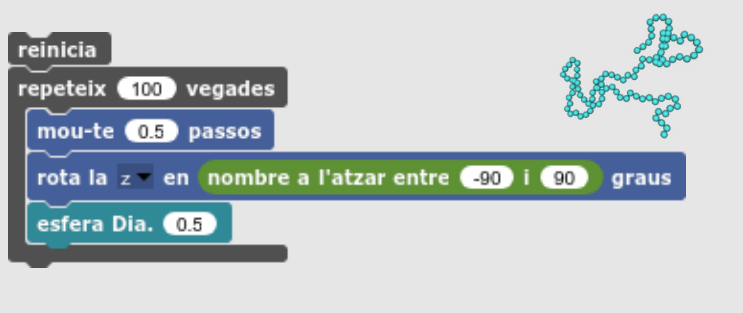 reinicia
repeteix 100 vegades
mou-te 0.5 passos
rota la z en nombre a l'atzar entre -90 i 90 graus
esfera Dia. 0.5